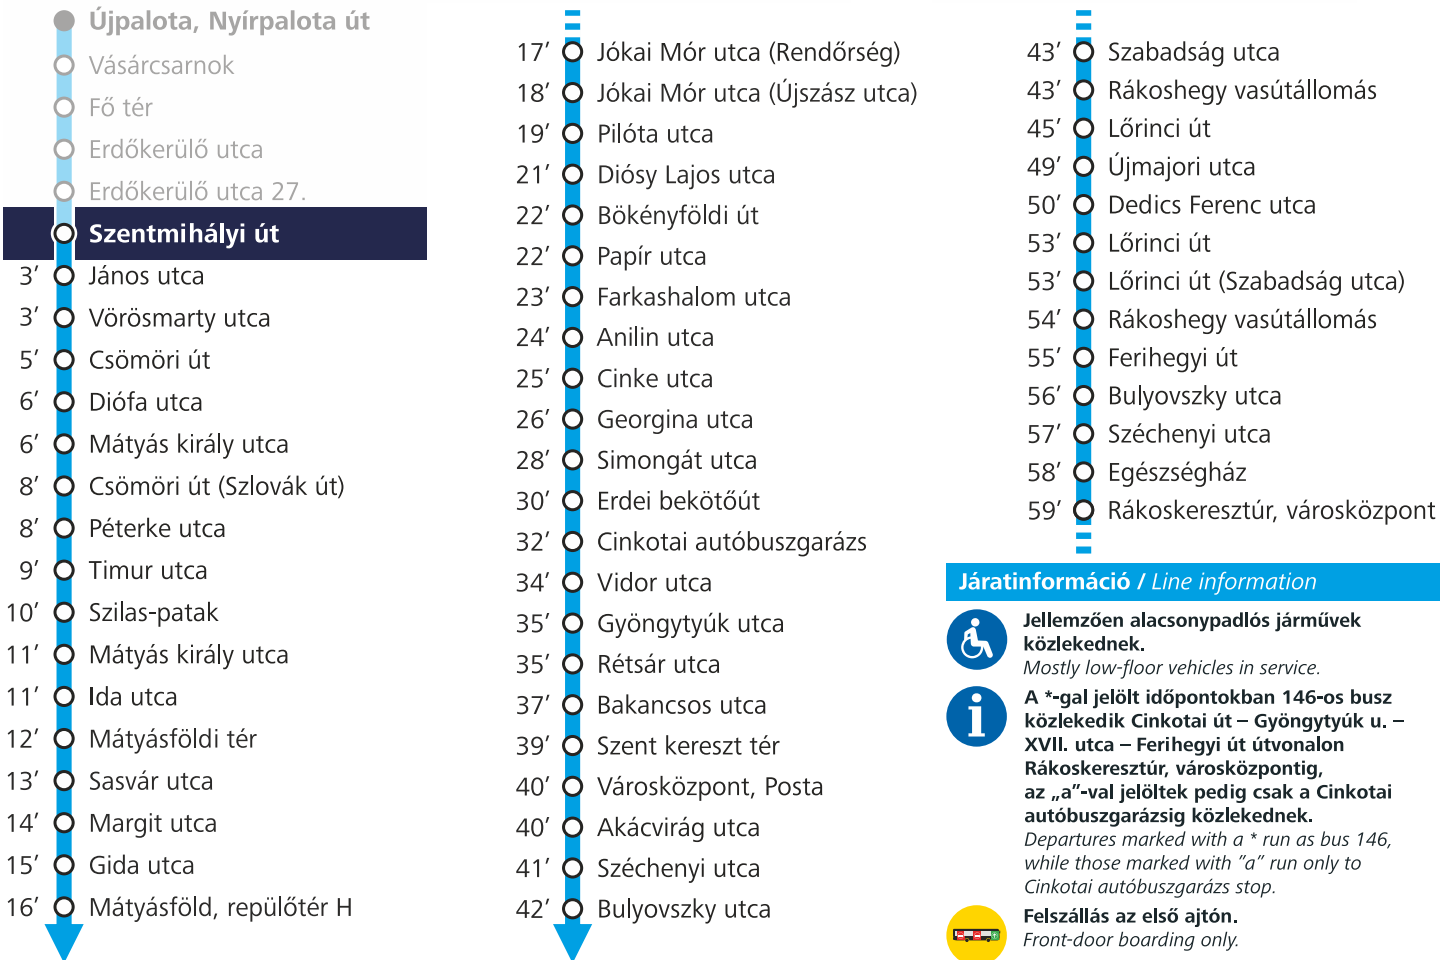 Újpalota, Nyírpalota út
Vásárcsarnok
Fő tér
Erdőkerülő utca
Erdőkerülő utca 27.
Szentmihályi út
3’ János utca
3’ Vörösmarty utca
5’ Csömöri út
6’ Diófa utca
6’ Mátyás király utca
8’ Csömöri út (Szlovák út)
8’ Péterke utca
9’ Timur utca
10’ Szilas-patak
11’ Mátyás király utca
11’ Ida utca
12’ Mátyásföldi tér
13’ Sasvár utca
14’ Margit utca
15’ Gida utca
16’ Mátyásföld, repülőtér H
17’ Jókai Mór utca (Rendőrség)
18’ Jókai Mór utca (Újszász utca)
19’ Pilóta utca
21’ Diósy Lajos utca
22’ Bökényföldi út
22’ Papír utca
23’ Farkashalom utca
24’ Anilin utca
25’ Cinke utca
26’ Georgina utca
28’ Simongát utca
30’ Erdei bekötőút
32’ Cinkotai autóbuszgarázs
34’ Vidor utca
35’ Gyöngytyúk utca
35’ Rétsár utca
37’ Bakancsos utca
39’ Szent kereszt tér
40’ Városközpont, Posta
40’ Akácvirág utca
41’ Széchenyi utca
42’ Bulyovszky utca
43’ Szabadság utca
43’ Rákoshegy vasútállomás
45’ Lőrinci út
49’ Újmajori utca
50’ Dedics Ferenc utca
53’ Lőrinci út
53’ Lőrinci út (Szabadság utca)
54’ Rákoshegy vasútállomás
55’ Ferihegyi út
56’ Bulyovszky utca
57’ Széchenyi utca
58’ Egészségház
59’ Rákoskeresztúr, városközpont
Járatinformáció / Line information
Jellemzően alacsonypadlós járművek
közlekednek.
Mostly low-floor vehicles in service.
A *-gal jelölt időpontokban 146-os busz
közlekedik Cinkotai út – Gyöngytyúk u. –
XVII. utca – Ferihegyi út útvonalon
Rákoskeresztúr, városközpontig,
az „a”-val jelöltek pedig csak a Cinkotai
autóbuszgarázsig közlekednek.
Departures marked with a * run as bus 146,
while those marked with ”a” run only to
Cinkotai autóbuszgarázs stop.
Felszállás az első ajtón.
Front-door boarding only.